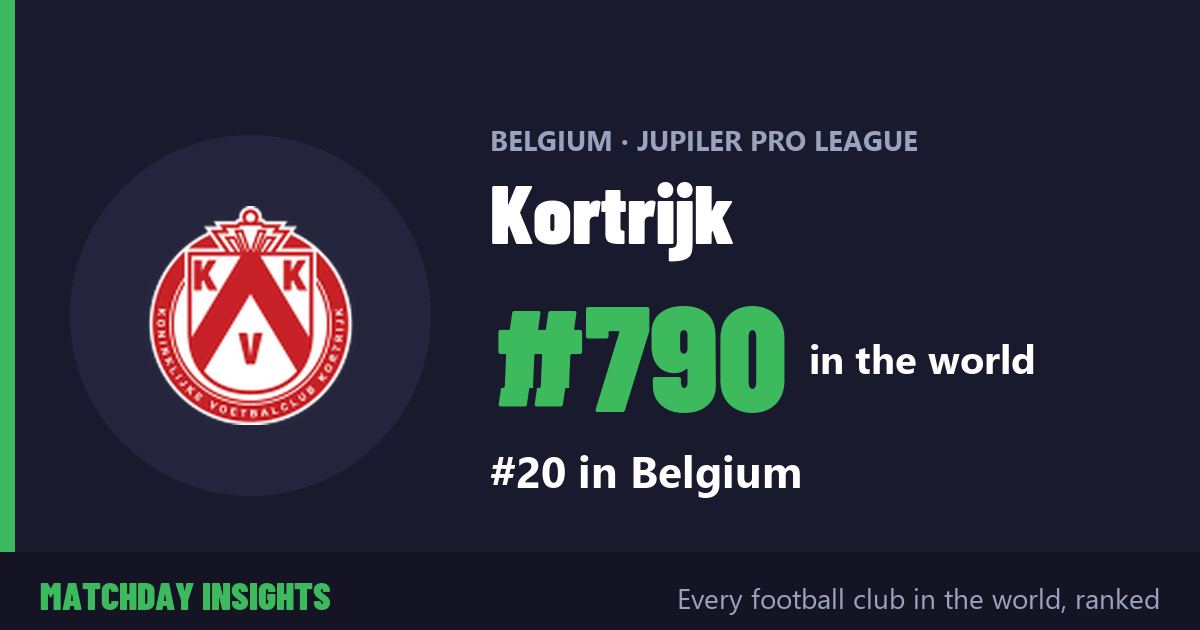 BELGIUM · JUPILER PRO LEAGUE
Kortrijk
#790 in the world
#20 in Belgium
K K
V
KONINKLIJKE VOETBALCLUB KORTRIJK
MATCHDAY INSIGHTS
Every football club in the world, ranked